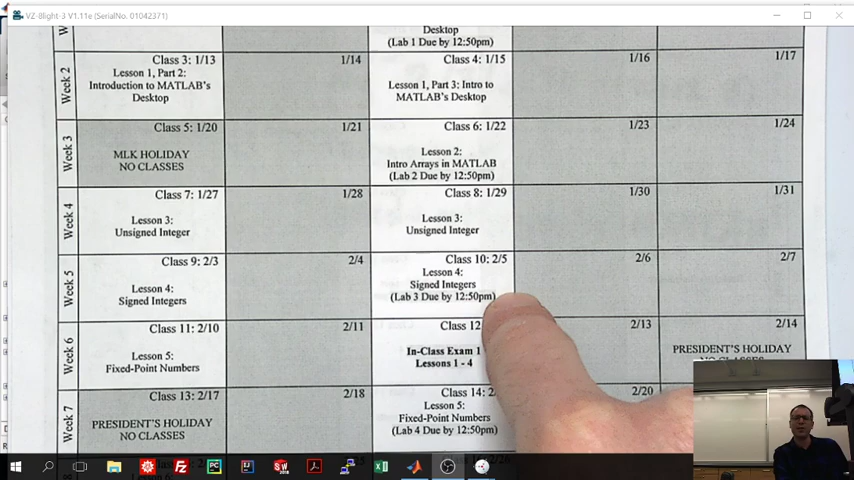 VZ-8light-3 V1.11e (SerialNo. 01042371)
Desktop
(Lab 1 Due by 12:50pm)
Week 2
Class 3: 1/13
Lesson 1, Part 2:
Introduction to MATLAB's
Desktop
1/14
Class 4: 1/15
Lesson 1, Part 3: Intro to
MATLAB's Desktop
1/16
1/17
Week 3
Class 5: 1/20
MLK HOLIDAY
NO CLASSES
1/21
Class 6: 1/22
Lesson 2:
Intro Arrays in MATLAB
(Lab 2 Due by 12:50pm)
1/23
1/24
Week 4
Class 7: 1/27
Lesson 3:
Unsigned Integer
1/28
Class 8: 1/29
Lesson 3:
Unsigned Integer
1/30
1/31
Week 5
Class 9: 2/3
Lesson 4:
Signed Integers
2/4
Class 10: 2/5
Lesson 4:
Signed Integers
(Lab 3 Due by 12:50pm)
2/6
2/7
Week 6
Class 11: 2/10
Lesson 5:
Fixed-Point Numbers
2/11
Class 12
In-Class Exam 1
Lessons 1 - 4
2/13
2/14
PRESIDENT'S HOLIDAY
Week 7
Class 13: 2/17
PRESIDENT'S HOLIDAY
NO CLASSES
2/18
Class 14:
Lesson 5:
Fixed-Point Numbers
(Lab 4 Due by 12:50pm)
2/20